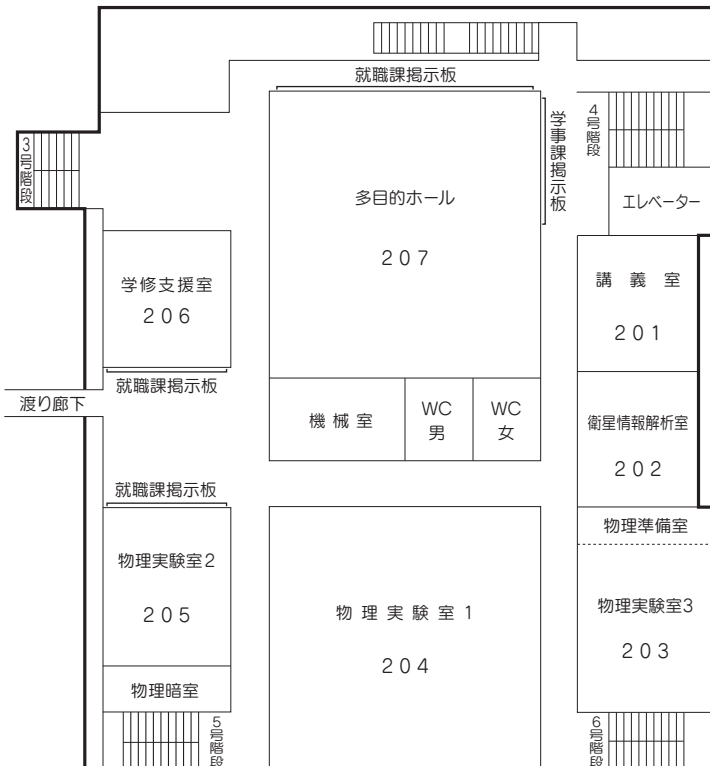 就職課掲示板
学事課掲示板
4号階段
3号階段
多目的ホール
207
エレベーター
学修支援室
206
講義室
201
就職課掲示板
渡り廊下
機械室
WC
男
WC
女
衛星情報解析室
202
就職課掲示板
物理準備室
物理実験室2
205
物理実験室1
204
物理実験室3
203
物理暗室
5号階段
6号階段